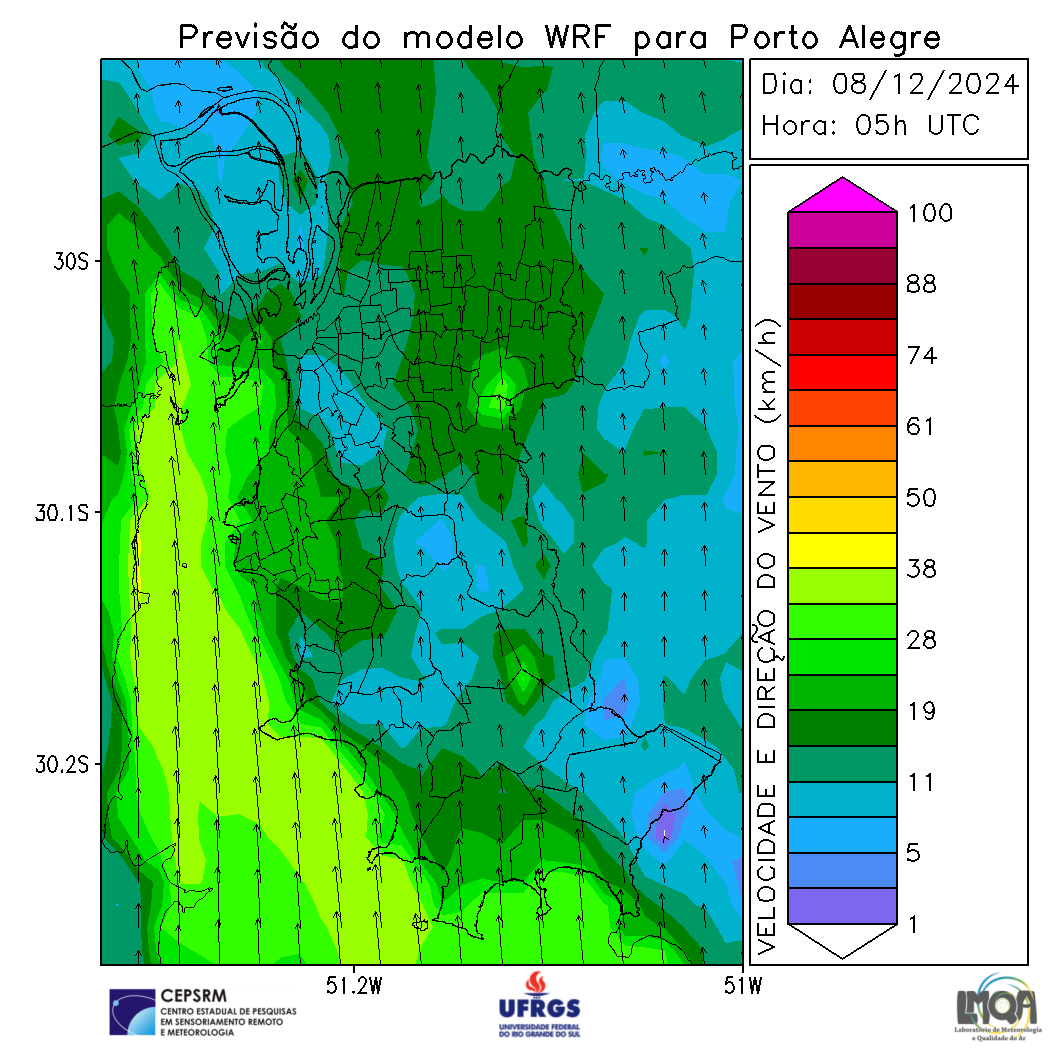 Previsão do modelo WRF para Porto Alegre
Dia: 08/12/2024
Hora: 05h UTC
30S
30.1S
30.2S
51.2W
51W
VELOCIDADE E DIREÇÃO DO VENTO (km/h)
100
88
74
61
50
38
28
19
11
5
1
CEPSRM
CENTRO ESTADUAL DE PESQUISAS
EM SENSORIAMENTO REMOTO
E METEOROLOGIA
UFRGS
UNIVERSIDADE FEDERAL
DO RIO GRANDE DO SUL
LMQA
Laboratório de Meteorologia
e Qualidade do Ar